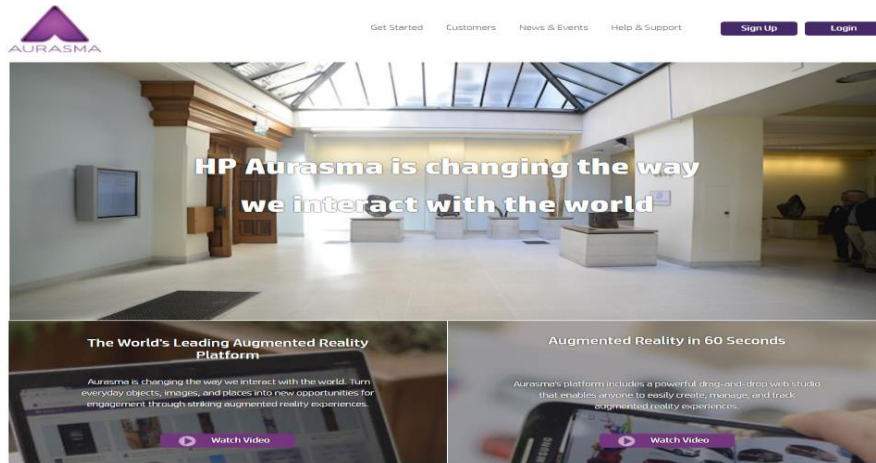 AURASMA
Get Started
Customers
News & Events
Help & Support
Sign Up
Login
HP Aurasma is changing the way
we interact with the world
The World's Leading Augmented Reality
Platform
Aurasma is changing the way we interact with the world. Turn
everyday objects, images, and places into new opportunities for
engagement through striking augmented reality experiences.
Watch Video
Augmented Reality in 60 Seconds
Aurasma's platform includes a powerful drag-and-drop web studio
that enables anyone to easily create, manage, and track
augmented reality experiences.
Watch Video
SAMSUNG